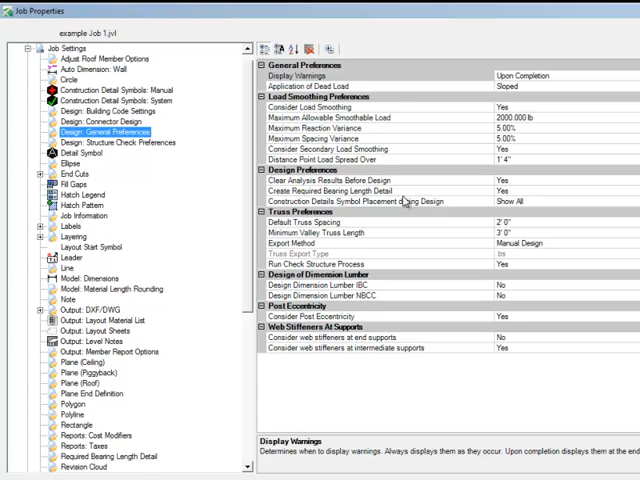 Job Properties
example Job 1.jvl
Job Settings
Adjust Roof Member Options
Auto Dimension: Wall
Circle
Construction Detail Symbols: Manual
Construction Detail Symbols: System
Design: Building Code Settings
Design: Connector Design
Design: General Preferences
Design: Structure Check Preferences
Detail Symbol
Ellipse
End Cuts
Fill Gaps
Hatch Legend
Hatch Pattern
Job Information
Labels
Layering
Layout Start Symbol
Leader
Line
Model: Dimensions
Model: Material Length Rounding
Note
Output: DXF/DWG
Output: Layout Material List
Output: Layout Sheets
Output: Level Notes
Output: Member Report Options
Plane (Ceiling)
Plane (Piggyback)
Plane (Roof)
Plane End Definition
Polygon
Polyline
Rectangle
Reports: Cost Modifiers
Reports: Taxes
Required Bearing Length Detail
Revision Cloud
General Preferences
Display Warnings Upon Completion
Application of Dead Load Sloped
Load Smoothing Preferences
Consider Load Smoothing Yes
Maximum Allowable Smoothable Load 2000.000 lb
Maximum Reaction Variance 5.00%
Maximum Spacing Variance 5.00%
Consider Secondary Load Smoothing Yes
Distance Point Load Spread Over 1' 4"
Design Preferences
Clear Analysis Results Before Design Yes
Create Required Bearing Length Detail Yes
Construction Details Symbol Placement during Design Show All
Truss Preferences
Default Truss Spacing 2' 0"
Minimum Valley Truss Length 3' 0"
Export Method Manual Design
Truss Export Type trs
Run Check Structure Process Yes
Design of Dimension Lumber
Design Dimension Lumber IBC No
Design Dimension Lumber NBCC No
Post Eccentricity
Consider Post Eccentricity Yes
Web Stiffeners At Supports
Consider web stiffeners at end supports No
Consider web stiffeners at intermediate supports Yes
Display Warnings
Determines when to display warnings. Always displays them as they occur. Upon completion displays them at the end